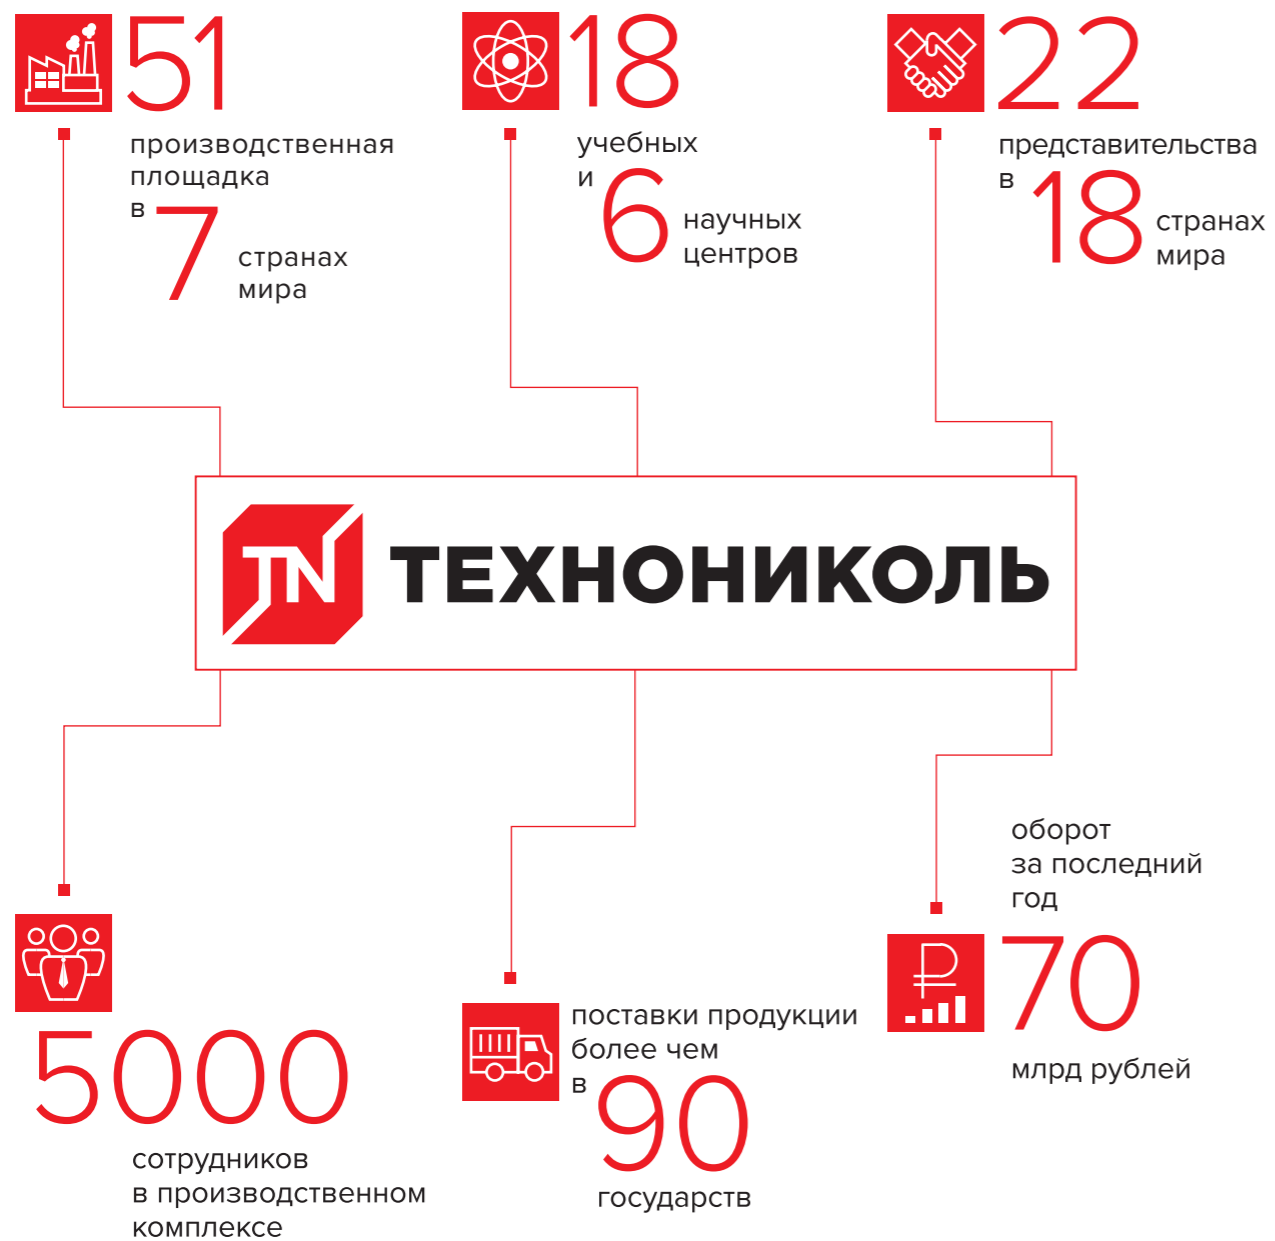 51
производственная
площадка
в 7 странах
мира
18
учебных
и 6 научных
центров
22
представительства
в 18 странах
мира
TN ТЕХНОНИКОЛЬ
5000
сотрудников
в производственном
комплексе
поставки продукции
более чем
в 90
государств
оборот
за последний
год
₽ 70
млрд рублей